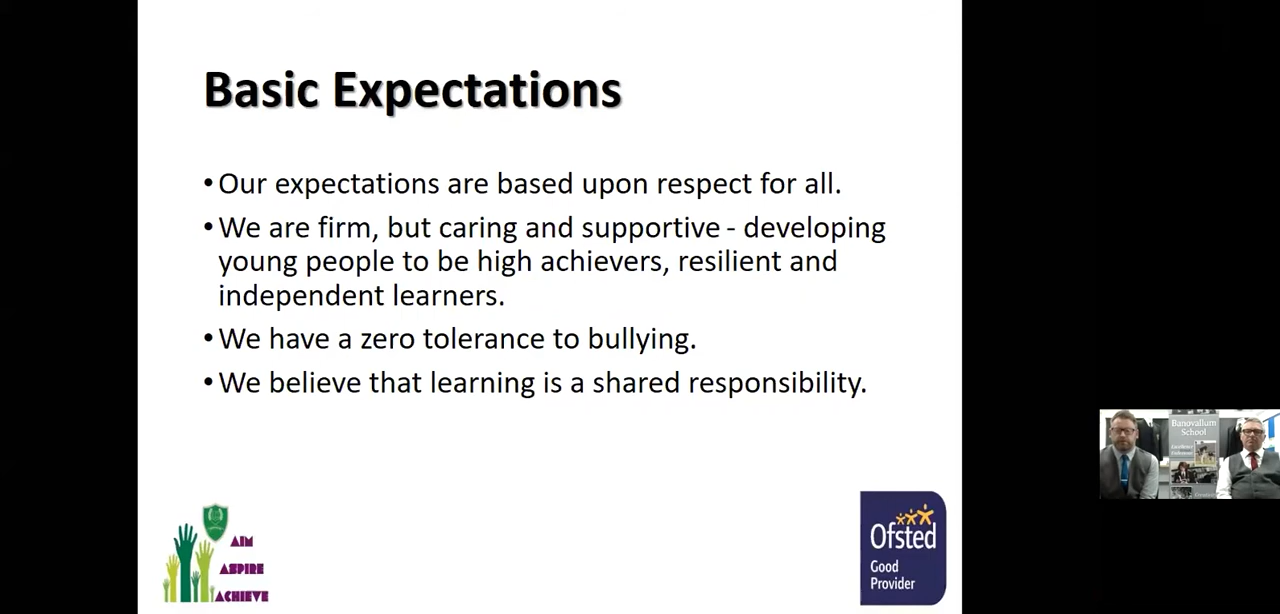 Basic Expectations
•Our expectations are based upon respect for all.
•We are firm, but caring and supportive - developing
young people to be high achievers, resilient and
independent learners.
•We have a zero tolerance to bullying.
•We believe that learning is a shared responsibility.
AIM
ASPIRE
ACHIEVE
Ofsted
Good
Provider
Banovallum
School